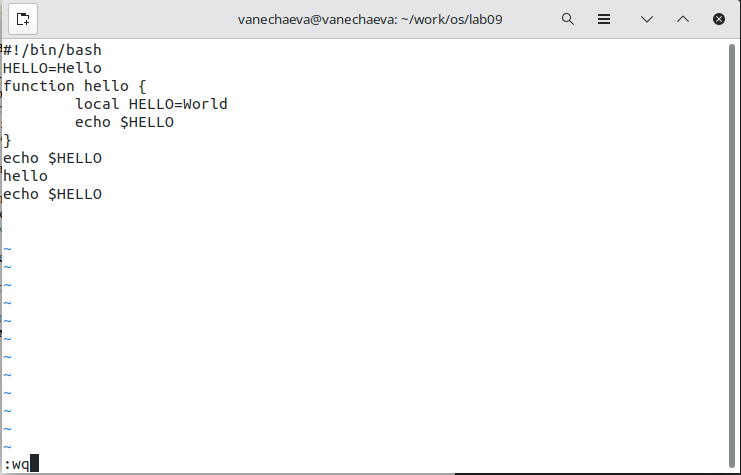 vanechaeva@vanechaeva: ~/work/os/lab09
#!/bin/bash
HELLO=Hello
function hello {
        local HELLO=World
        echo $HELLO
}
echo $HELLO
hello
echo $HELLO
~
~
~
~
~
~
~
~
~
~
~
~
:wq